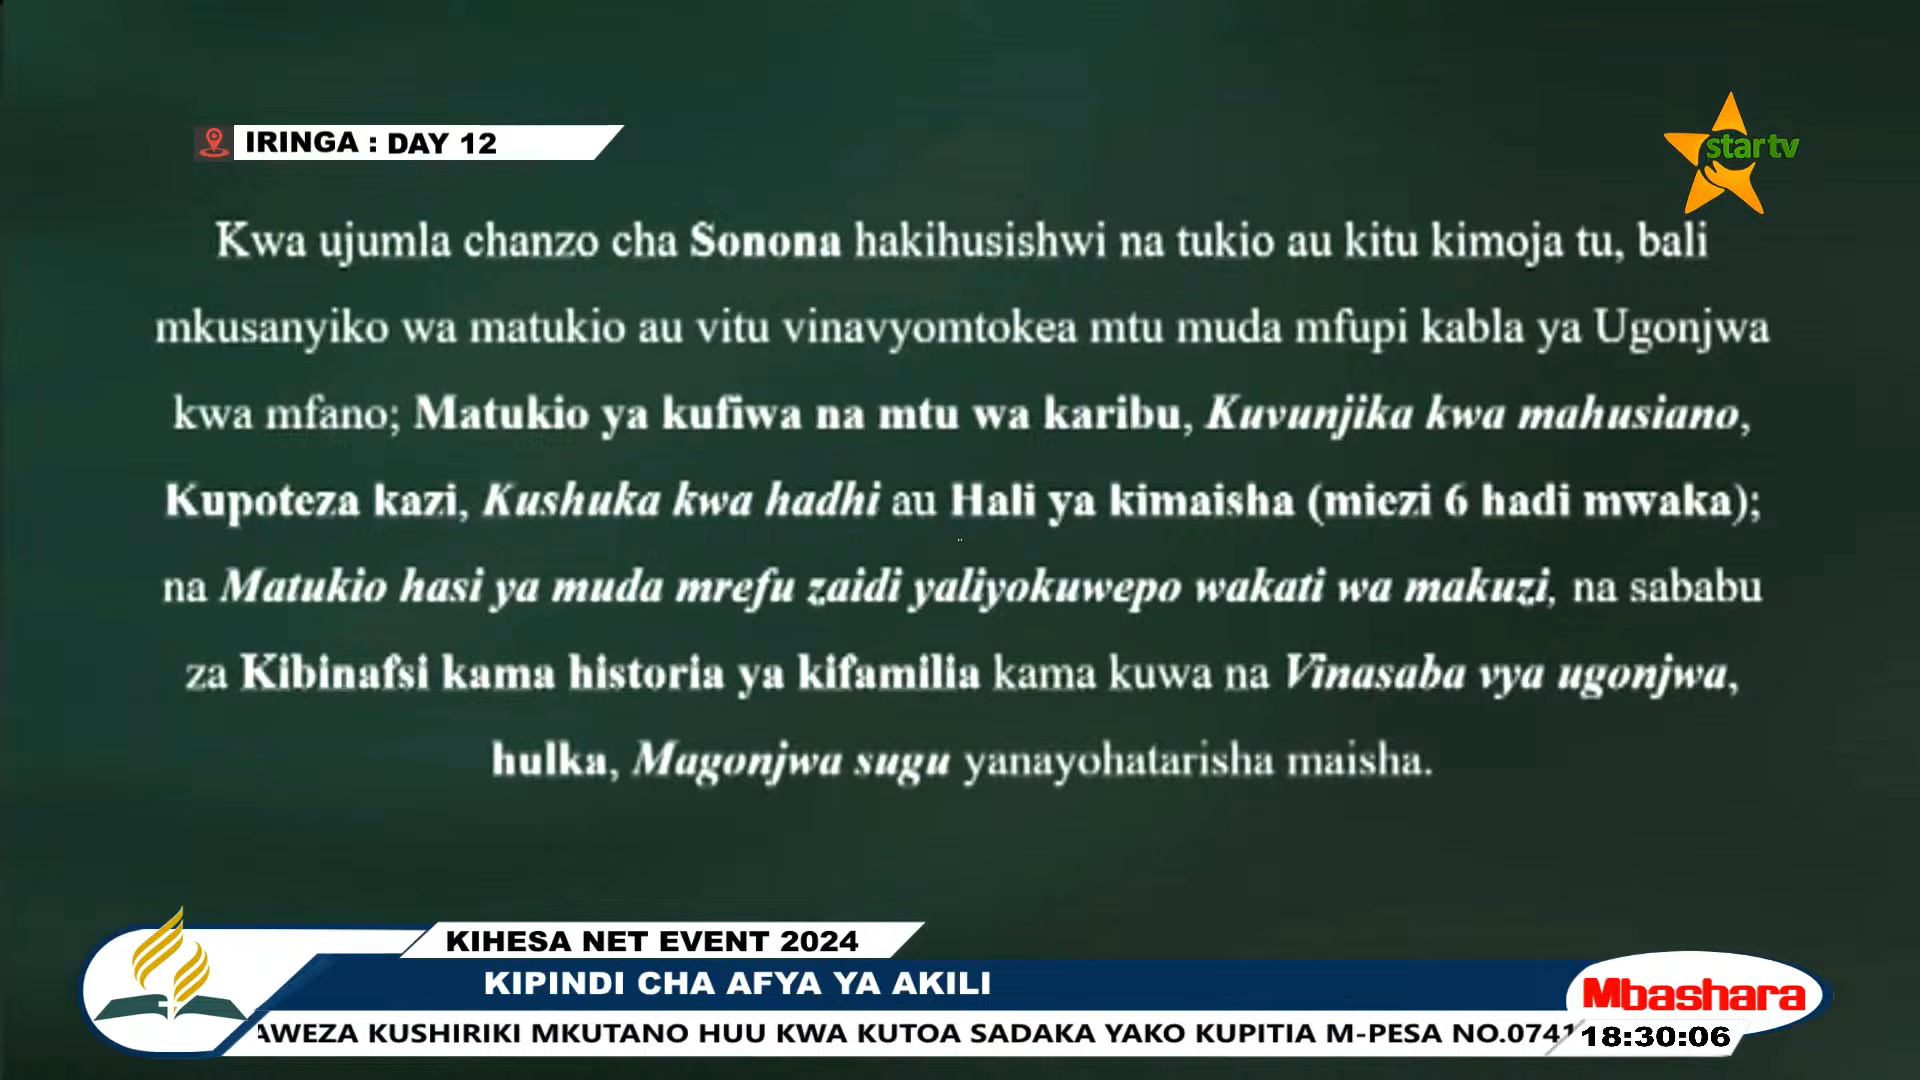 IRINGA : DAY 12
startv
Kwa ujumla chanzo cha Sonona hakihusishwi na tukio au kitu kimoja tu, bali
mkusanyiko wa matukio au vitu vinavyomtokea mtu muda mfupi kabla ya Ugonjwa
kwa mfano; Matukio ya kufiwa na mtu wa karibu, Kuvunjika kwa mahusiano,
Kupoteza kazi, Kushuka kwa hadhi au Hali ya kimaisha (miezi 6 hadi mwaka);
na Matukio hasi ya muda mrefu zaidi yaliyokuwepo wakati wa makuzi, na sababu
za Kibinafsi kama historia ya kifamilia kama kuwa na Vinasaba vya ugonjwa,
hulka, Magonjwa sugu yanayohatarisha maisha.
KIHESA NET EVENT 2024
KIPINDI CHA AFYA YA AKILI
Mbashara
AWEZA KUSHIRIKI MKUTANO HUU KWA KUTOA SADAKA YAKO KUPITIA M-PESA NO.0741
18:30:06